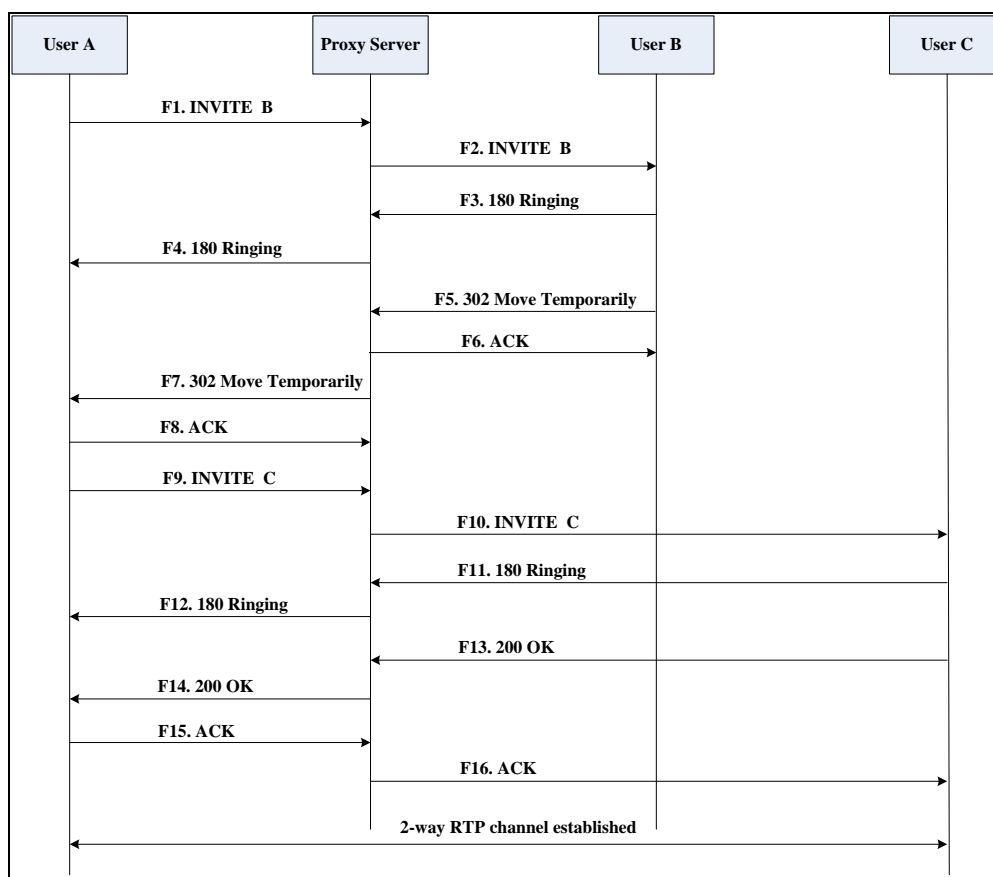 User A
Proxy Server
User B
User C
F1. INVITE B
F2. INVITE B
F3. 180 Ringing
F4. 180 Ringing
F5. 302 Move Temporarily
F6. ACK
F7. 302 Move Temporarily
F8. ACK
F9. INVITE C
F10. INVITE C
F11. 180 Ringing
F12. 180 Ringing
F13. 200 OK
F14. 200 OK
F15. ACK
F16. ACK
2-way RTP channel established